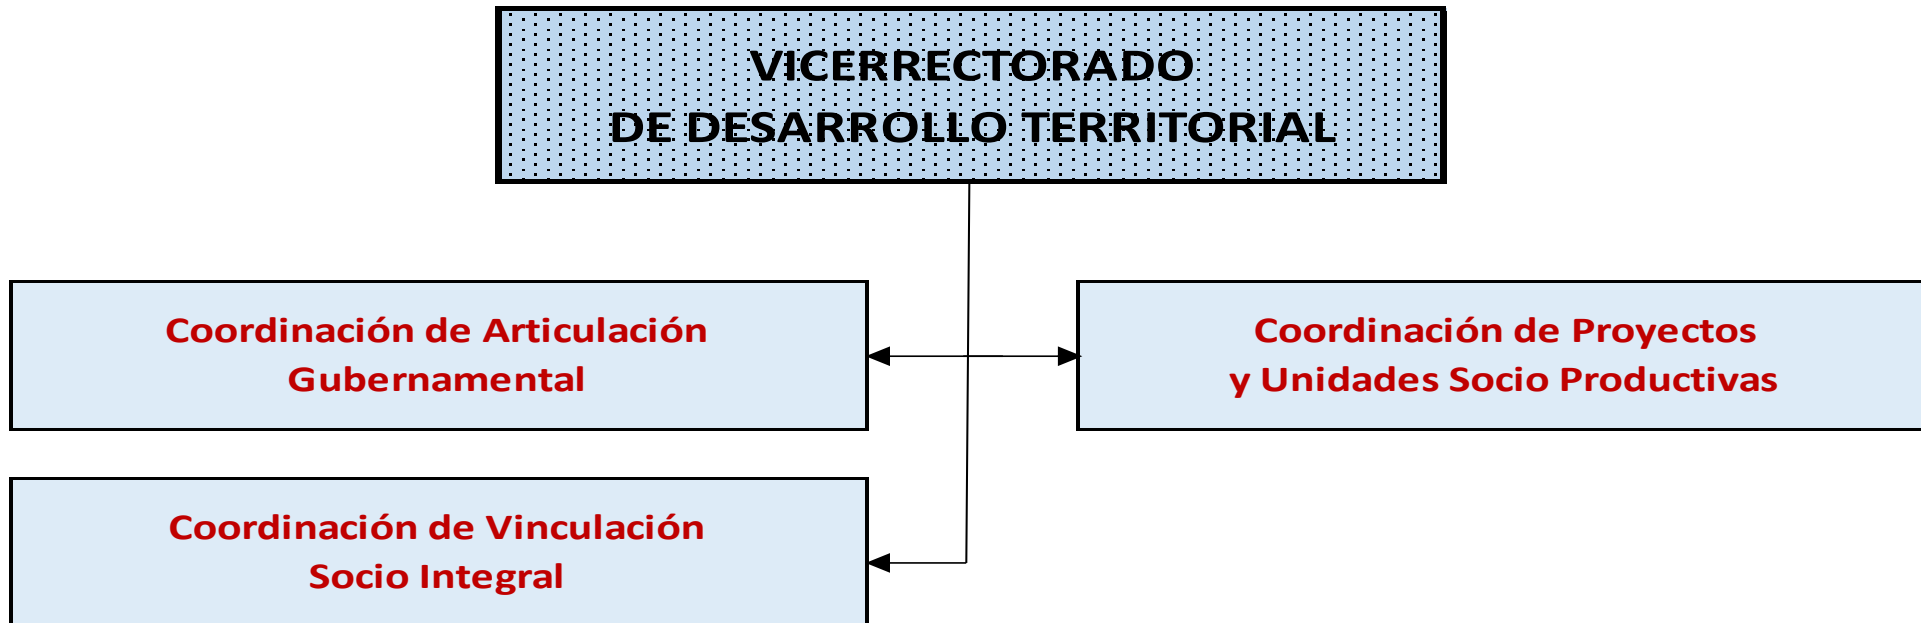 VICERRECTORADO
DE DESARROLLO TERRITORIAL
Coordinación de Articulación
Gubernamental
Coordinación de Proyectos
y Unidades Socio Productivas
Coordinación de Vinculación
Socio Integral